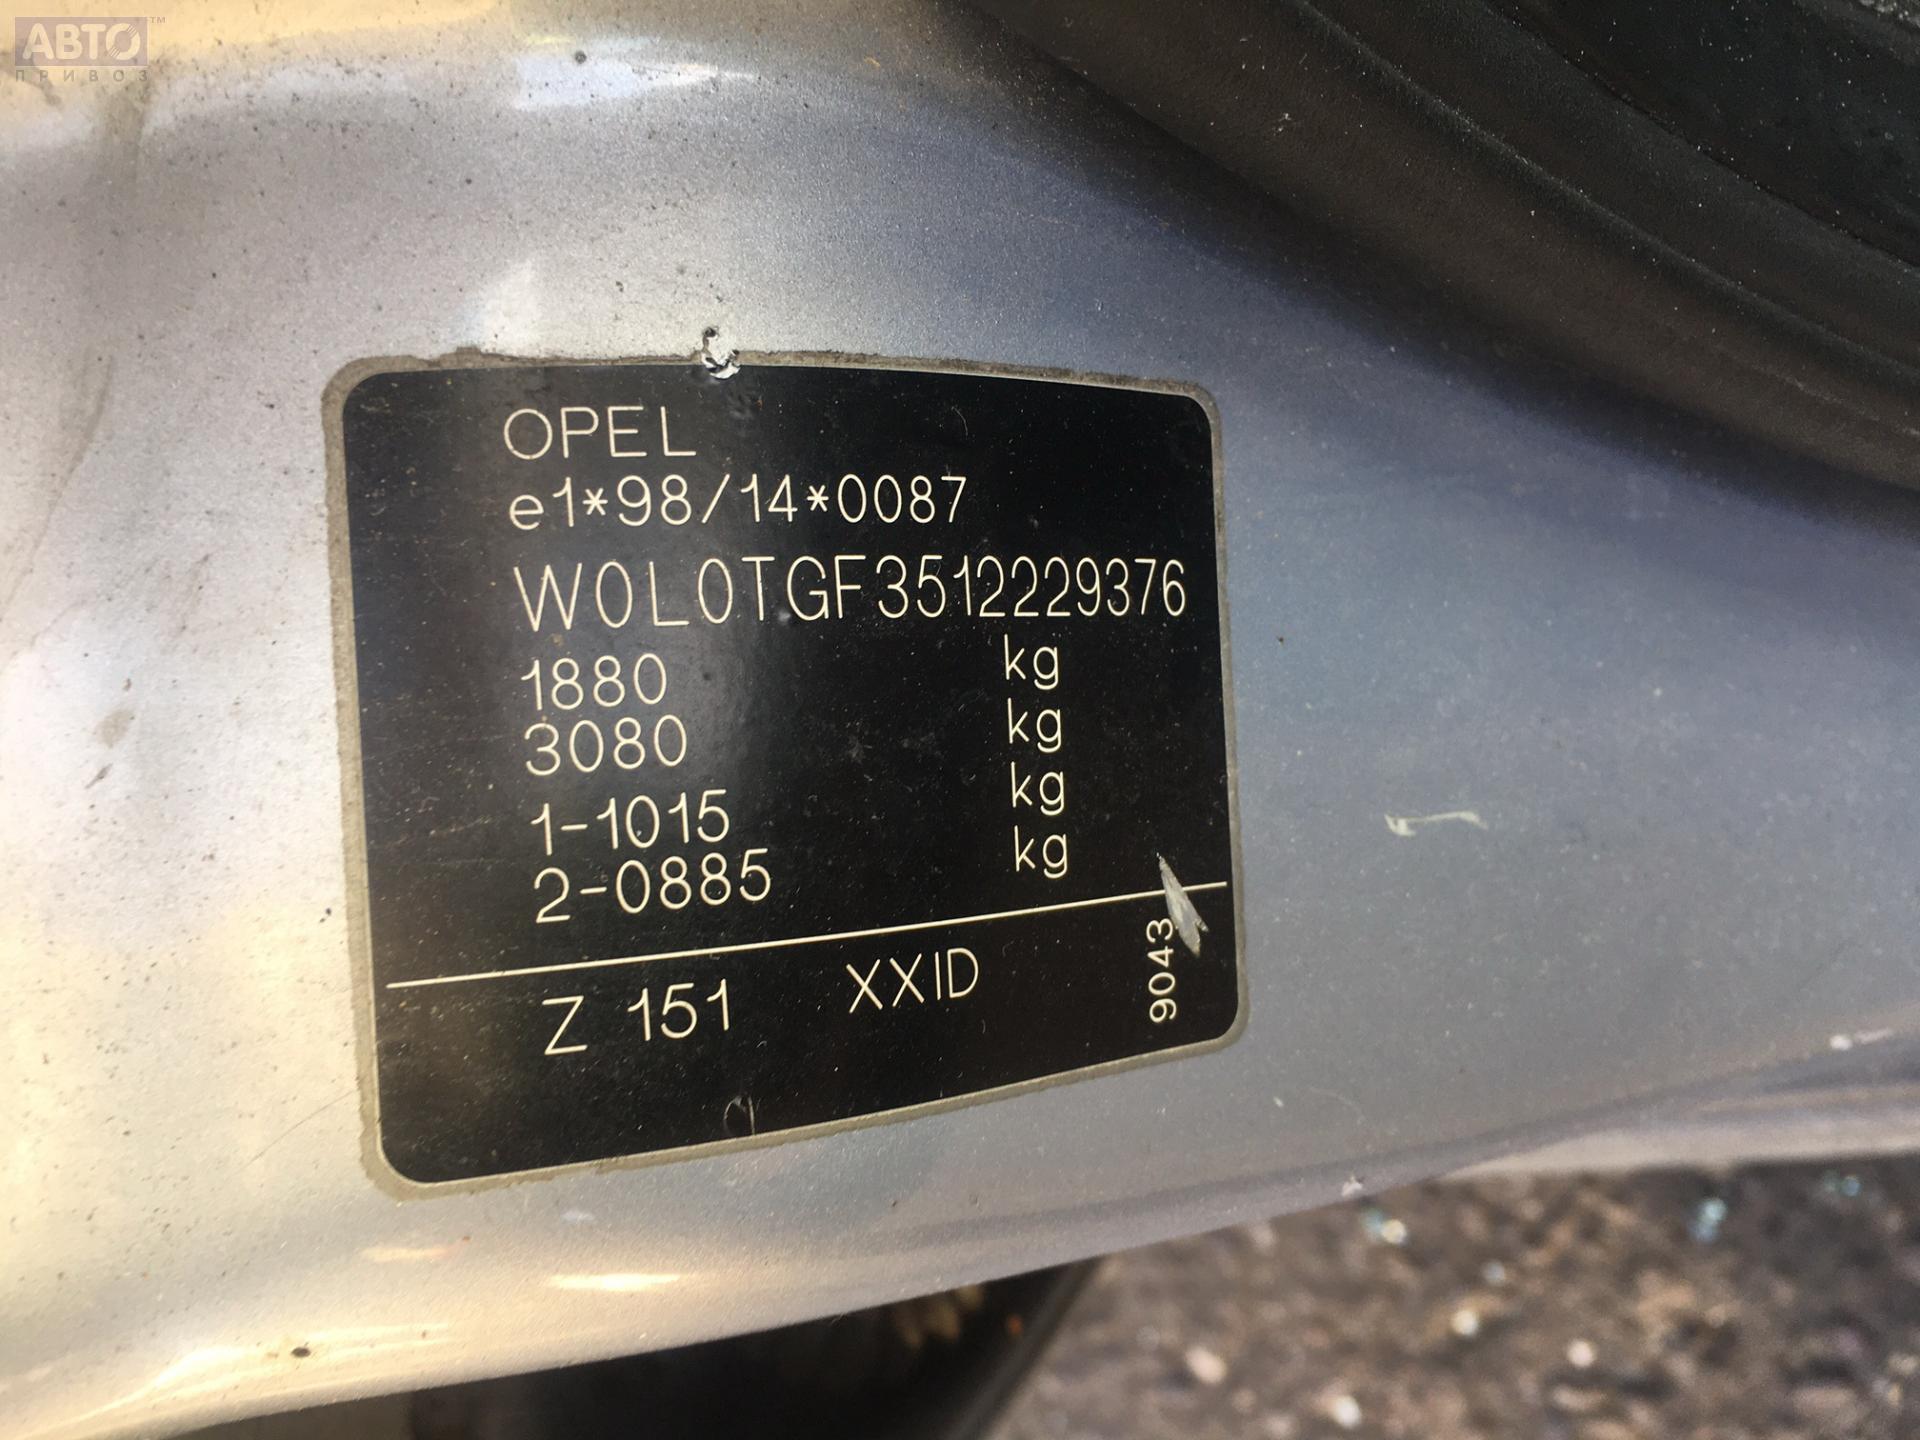 АВТО™
ПРИВОЗ
OPEL
e1*98/14*0087
W0L0TGF3512229376
1880 kg
3080 kg
1-1015 kg
2-0885 kg
Z 151 XXID
9043